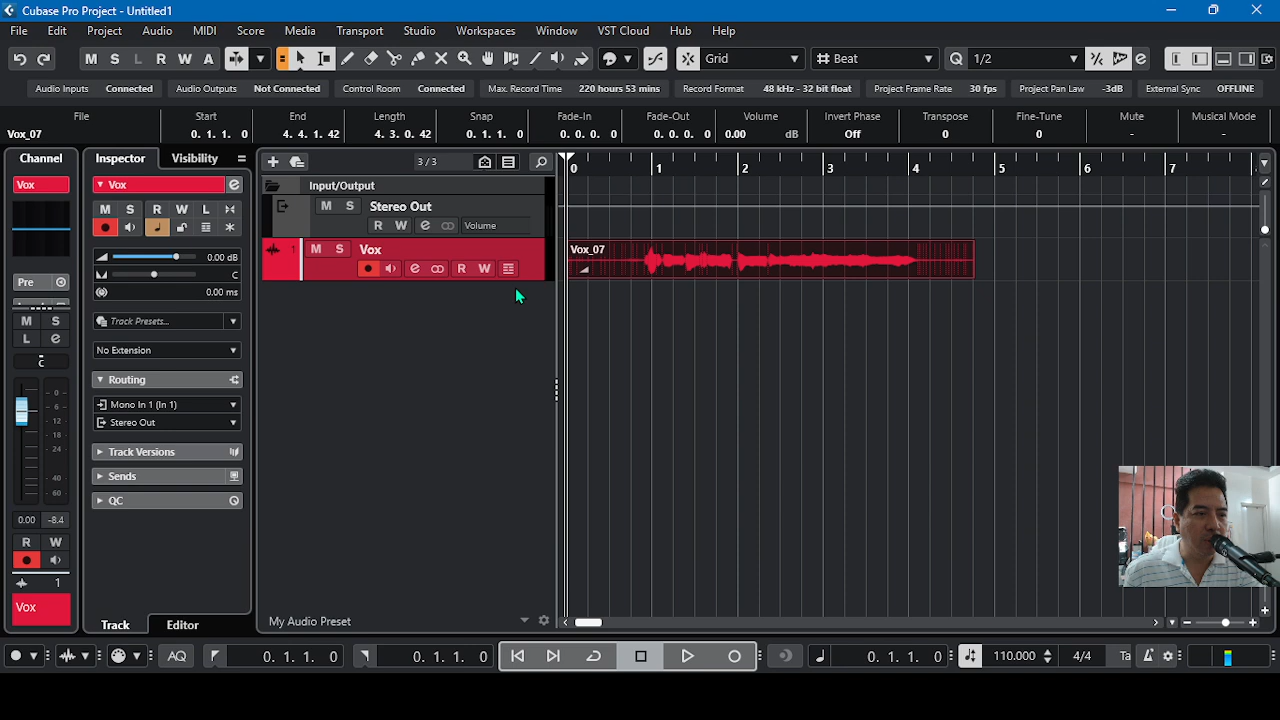 Cubase Pro Project - Untitled1
File Edit Project Audio MIDI Score Media Transport Studio Workspaces Window VST Cloud Hub Help
M S L R W A Grid Beat Q 1/2
Audio Inputs Connected Audio Outputs Not Connected Control Room Connected Max. Record Time 220 hours 53 mins Record Format 48 kHz - 32 bit float Project Frame Rate 30 fps Project Pan Law -3dB External Sync OFFLINE
File Start End Length Snap Fade-In Fade-Out Volume Invert Phase Transpose Fine-Tune Mute Musical Mode
Vox_07 0. 1. 1. 0 4. 4. 1. 42 4. 3. 0. 42 0. 1. 1. 0 0. 0. 0. 0 0. 0. 0. 0 0.00 dB Off 0 0 - -
Channel Inspector Visibility 3 / 3
0 1 2 3 4 5 6 7
Vox Vox e Input/Output
M S R W L M S Stereo Out
R W e Volume
0.00 dB 1 M S Vox Vox_07
C e R W
Pre 0.00 ms
M S Track Presets...
L e
C No Extension
Routing
0
6 Mono In 1 (In 1)
12 Stereo Out
18
24 Track Versions
40 Sends
60 QC
0.00 -8.4
R W
1
Vox Track Editor My Audio Preset
AQ 0. 1. 1. 0 0. 1. 1. 0 0. 1. 1. 0 110.000 4/4 Ta